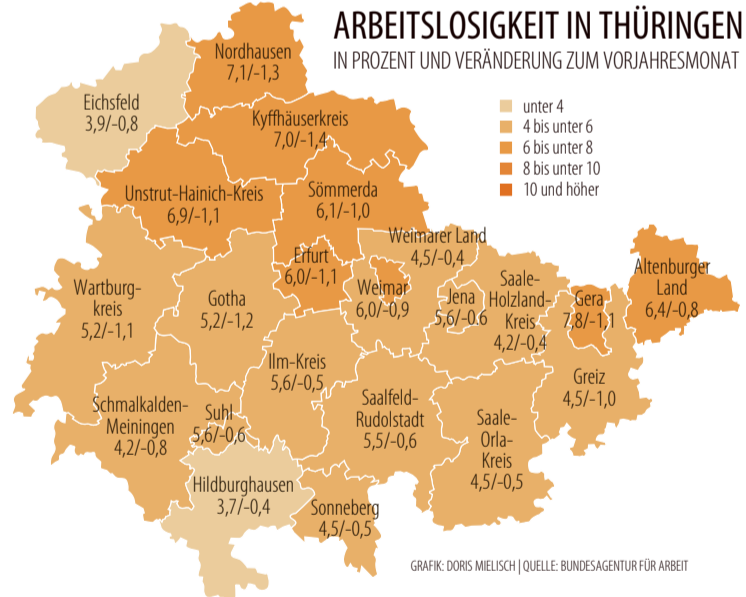 ARBEITSLOSIGKEIT IN THÜRINGEN
IN PROZENT UND VERÄNDERUNG ZUM VORJAHRESMONAT
unter 4
4 bis unter 6
6 bis unter 8
8 bis unter 10
10 und höher
Nordhausen
7,1/-1,3
Eichsfeld
3,9/-0,8
Kyffhäuserkreis
7,0/-1,4
Unstrut-Hainich-Kreis
6,9/-1,1
Sömmerda
6,1/-1,0
Weimarer Land
4,5/-0,4
Erfurt
6,0/-1,1
Weimar
6,0/-0,9
Wartburg-
kreis
5,2/-1,1
Gotha
5,2/-1,2
Jena
5,6/-0.6
Saale-
Holzland-
Kreis
4,2/-0,4
Gera
7,8/-1,1
Altenburger
Land
6,4/-0,8
Ilm-Kreis
5,6/-0,5
Greiz
4,5/-1,0
Schmalkalden-
Meiningen
4,2/-0,8
Suhl
5,6/-0,6
Saalfeld-
Rudolstadt
5,5/-0,6
Saale-
Orla-
Kreis
4,5/-0,5
Hildburghausen
3,7/-0,4
Sonneberg
4,5/-0,5
GRAFIK: DORIS MIELISCH | QUELLE: BUNDESAGENTUR FÜR ARBEIT